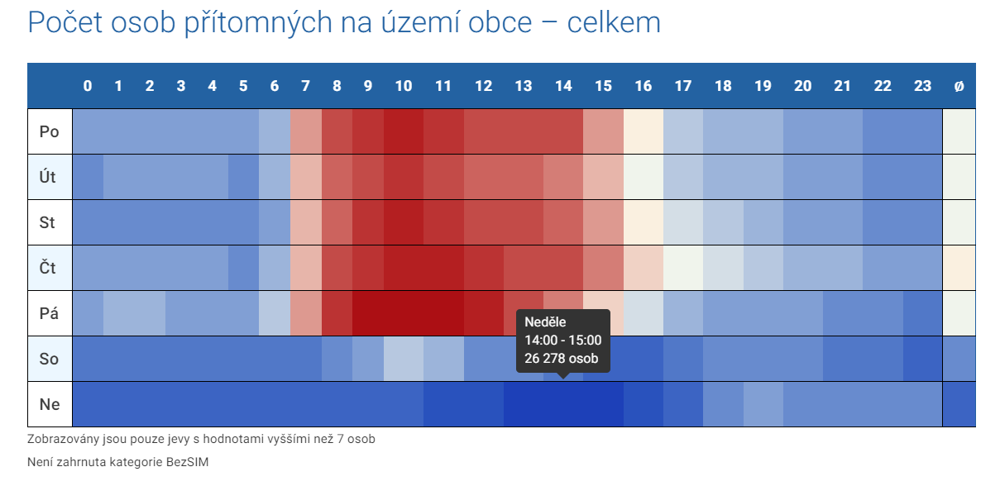 Počet osob přítomných na území obce – celkem
0 1 2 3 4 5 6 7 8 9 10 11 12 13 14 15 16 17 18 19 20 21 22 23 Ø
Po
Út
St
Čt
Pá
Neděle
14:00 - 15:00
26 278 osob
So
Ne
Zobrazovány jsou pouze jevy s hodnotami vyššími než 7 osob
Není zahrnuta kategorie BezSIM